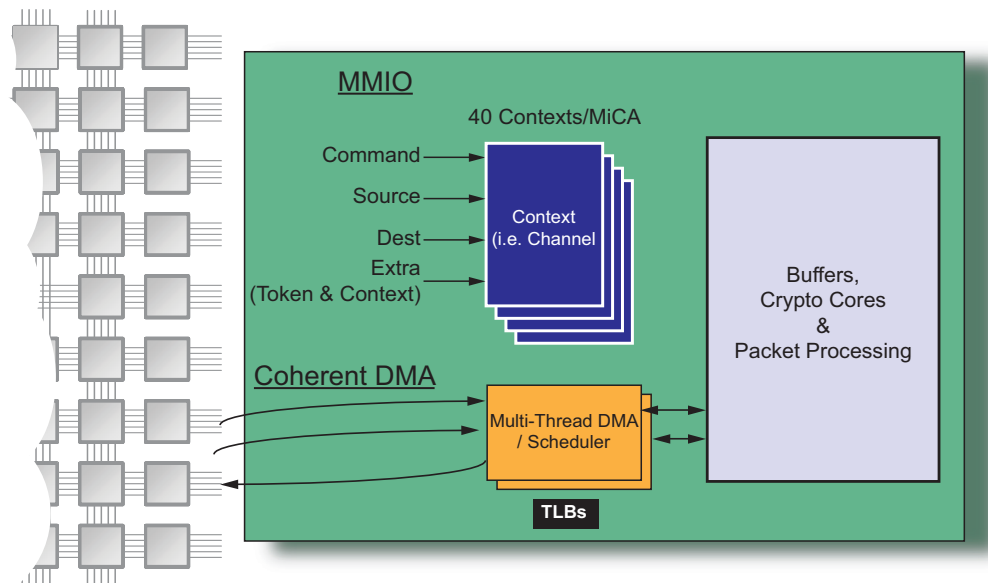 MMIO
40 Contexts/MiCA
Command
Source
Dest
Extra
(Token & Context)
Context
(i.e. Channel
Buffers,
Crypto Cores
&
Packet Processing
Coherent DMA
Multi-Thread DMA
/ Scheduler
TLBs